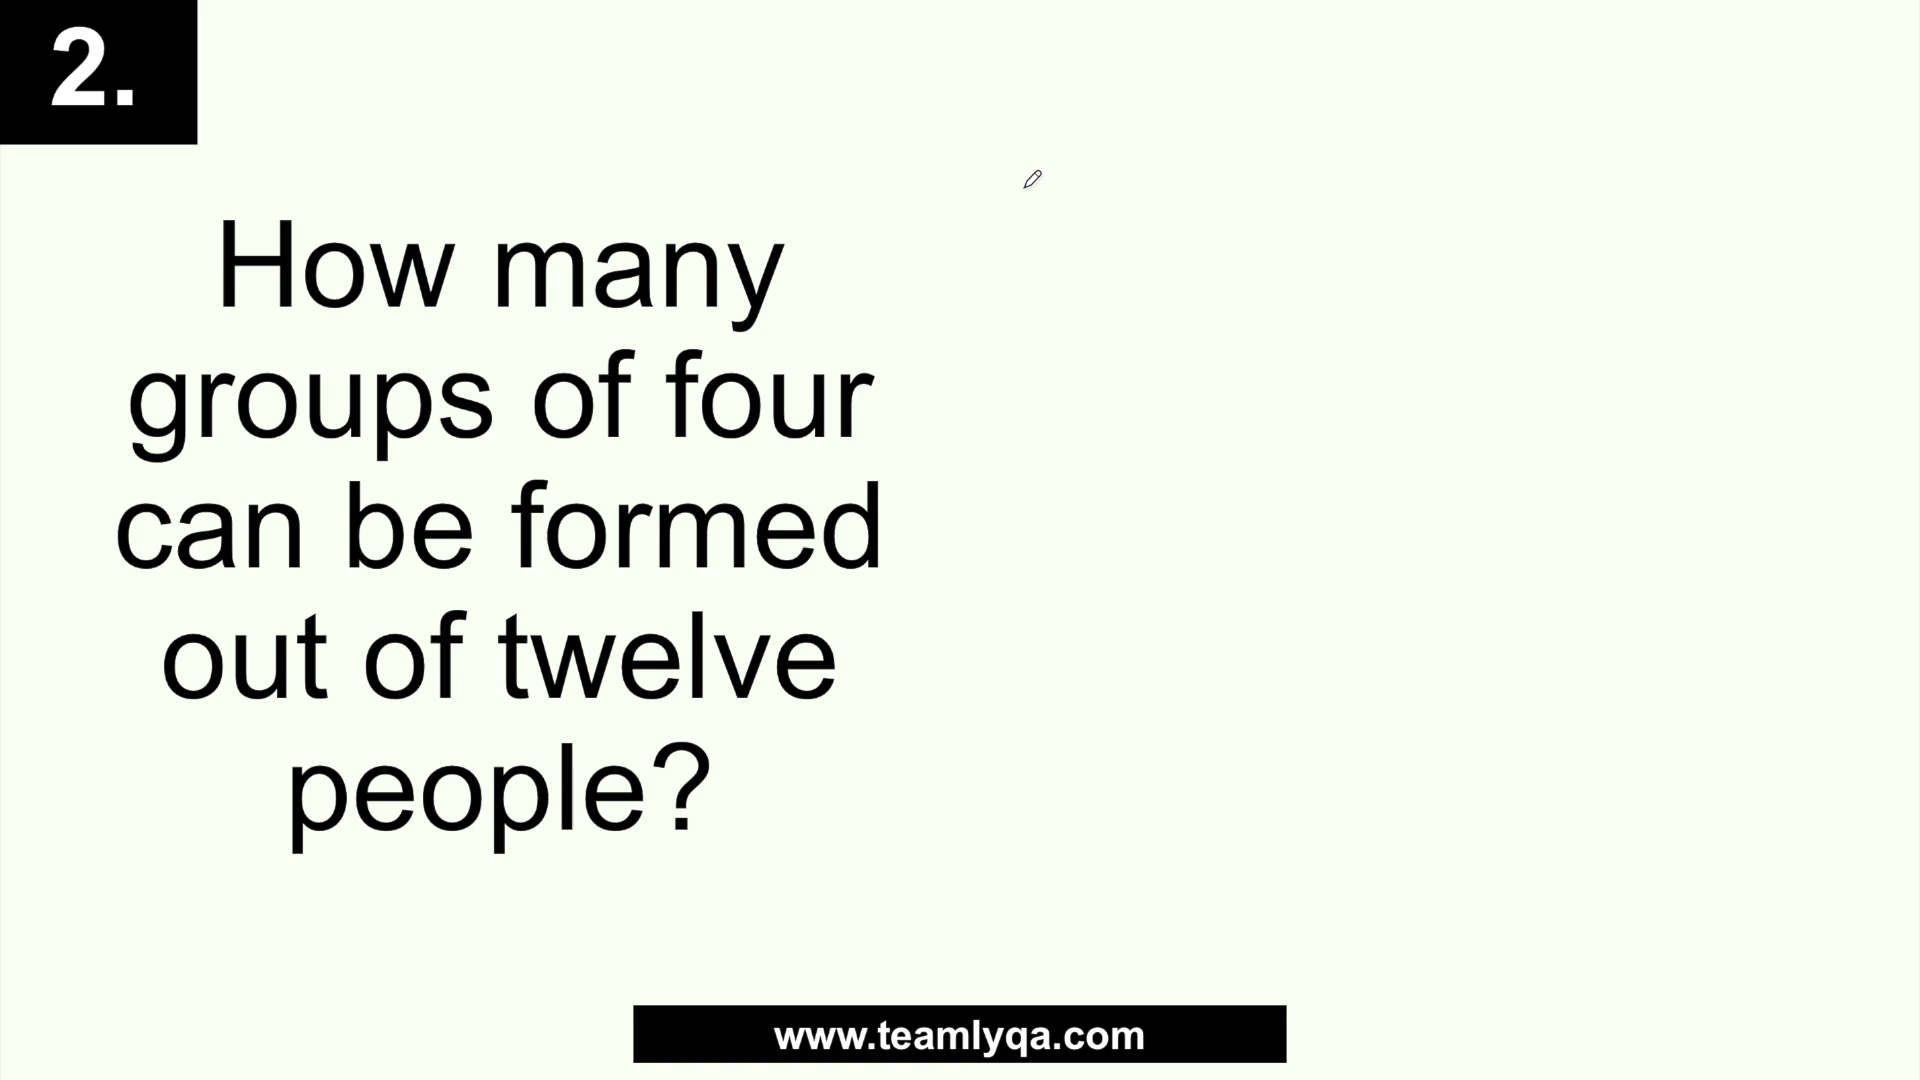 2.
How many
groups of four
can be formed
out of twelve
people?
www.teamlyqa.com